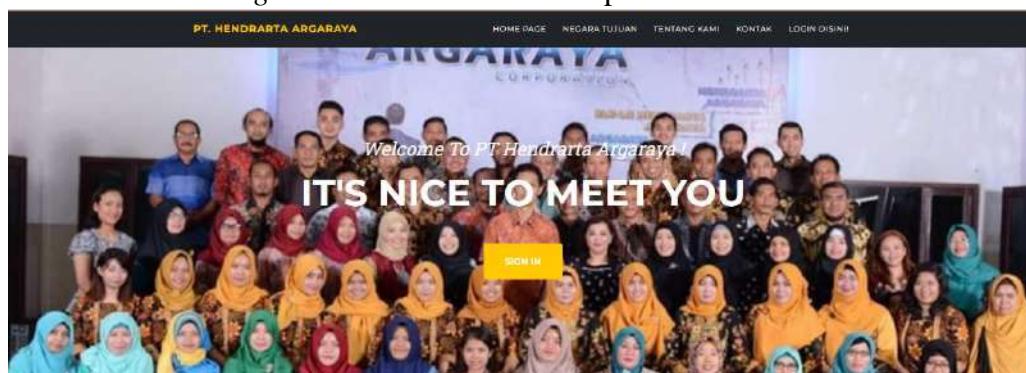 PT. HENDRARTA ARGARAYA HOME PAGE NEGARA TUJUAN TENTANG KAMI KONTAK LOGIN DISINI!
ARGARAYA
CORPORATION
Welcome To PT Hendrarta Argaraya !
IT'S NICE TO MEET YOU
SIGN IN